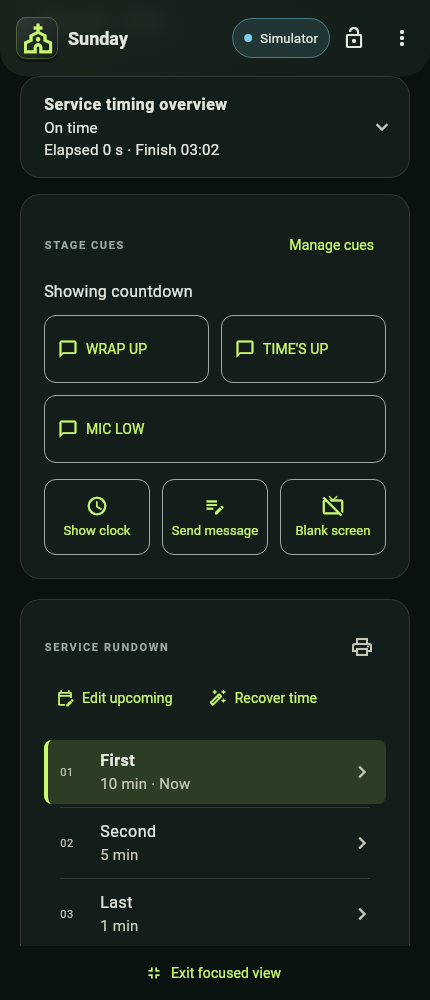 Sunday
Simulator
Service timing overview
On time
Elapsed 0 s · Finish 03:02
STAGE CUES
Manage cues
Showing countdown
WRAP UP
TIME'S UP
MIC LOW
Show clock
Send message
Blank screen
SERVICE RUNDOWN
Edit upcoming
Recover time
01
First
10 min · Now
02
Second
5 min
03
Last
1 min
Exit focused view